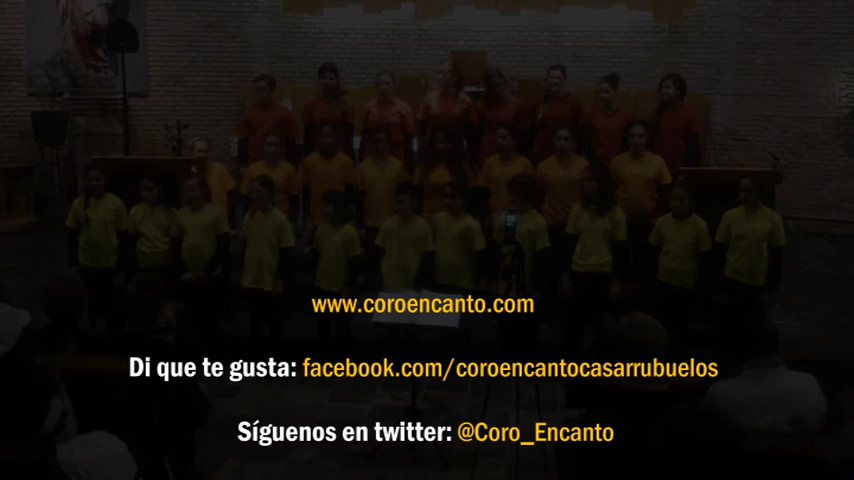 www.coroencanto.com
Di que te gusta: facebook.com/coroencantocasarrubuelos
Síguenos en twitter: @Coro_Encanto